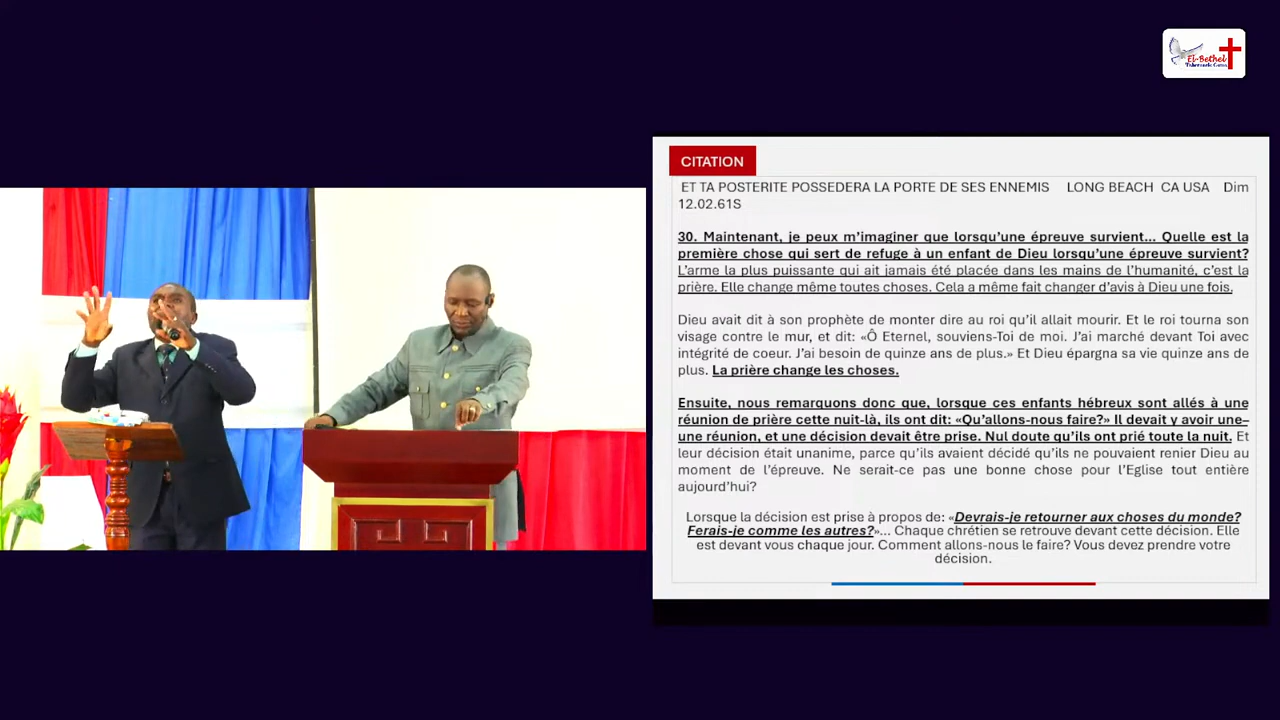 El-Bethel
Tabernacle Caves
CITATION
ET TA POSTERITE POSSEDERA LA PORTE DE SES ENNEMIS LONG BEACH CA USA Dim
12.02.61S
30. Maintenant, je peux m’imaginer que lorsqu’une épreuve survient… Quelle est la
première chose qui sert de refuge à un enfant de Dieu lorsqu’une épreuve survient?
L’arme la plus puissante qui ait jamais été placée dans les mains de l’humanité, c’est la
prière. Elle change même toutes choses. Cela a même fait changer d’avis à Dieu une fois.
Dieu avait dit à son prophète de monter dire au roi qu’il allait mourir. Et le roi tourna son
visage contre le mur, et dit: «Ô Eternel, souviens-Toi de moi. J’ai marché devant Toi avec
intégrité de coeur. J’ai besoin de quinze ans de plus.» Et Dieu épargna sa vie quinze ans de
plus. La prière change les choses.
Ensuite, nous remarquons donc que, lorsque ces enfants hébreux sont allés à une
réunion de prière cette nuit-là, ils ont dit: «Qu’allons-nous faire?» Il devait y avoir une–
une réunion, et une décision devait être prise. Nul doute qu’ils ont prié toute la nuit. Et
leur décision était unanime, parce qu’ils avaient décidé qu’ils ne pouvaient renier Dieu au
moment de l’épreuve. Ne serait-ce pas une bonne chose pour l’Eglise tout entière
aujourd’hui?
Lorsque la décision est prise à propos de: «Devrais-je retourner aux choses du monde?
Ferais-je comme les autres?»… Chaque chrétien se retrouve devant cette décision. Elle
est devant vous chaque jour. Comment allons-nous le faire? Vous devez prendre votre
décision.